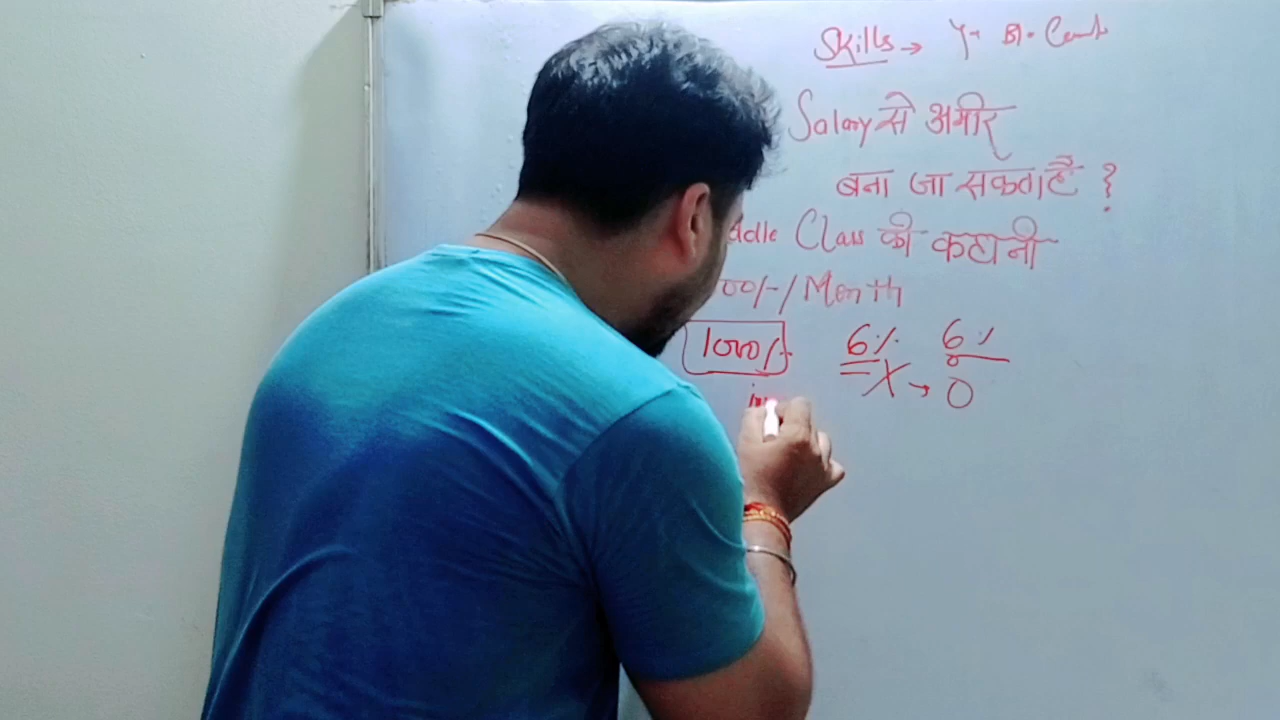 Skills →
Salary से अमीर
बना जा सकता है ?
ddle Class की कहानी
00/-/Month
1000/- 6% 6%
X → 0